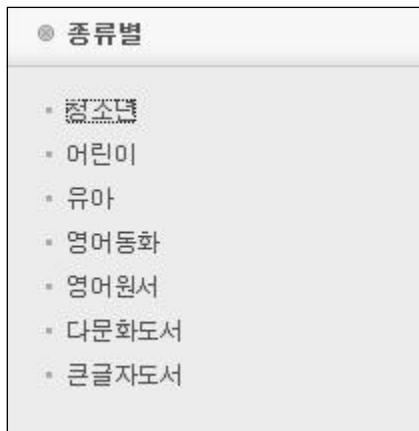 종류별
청소년
어린이
유아
영어동화
영어원서
다문화도서
큰글자도서